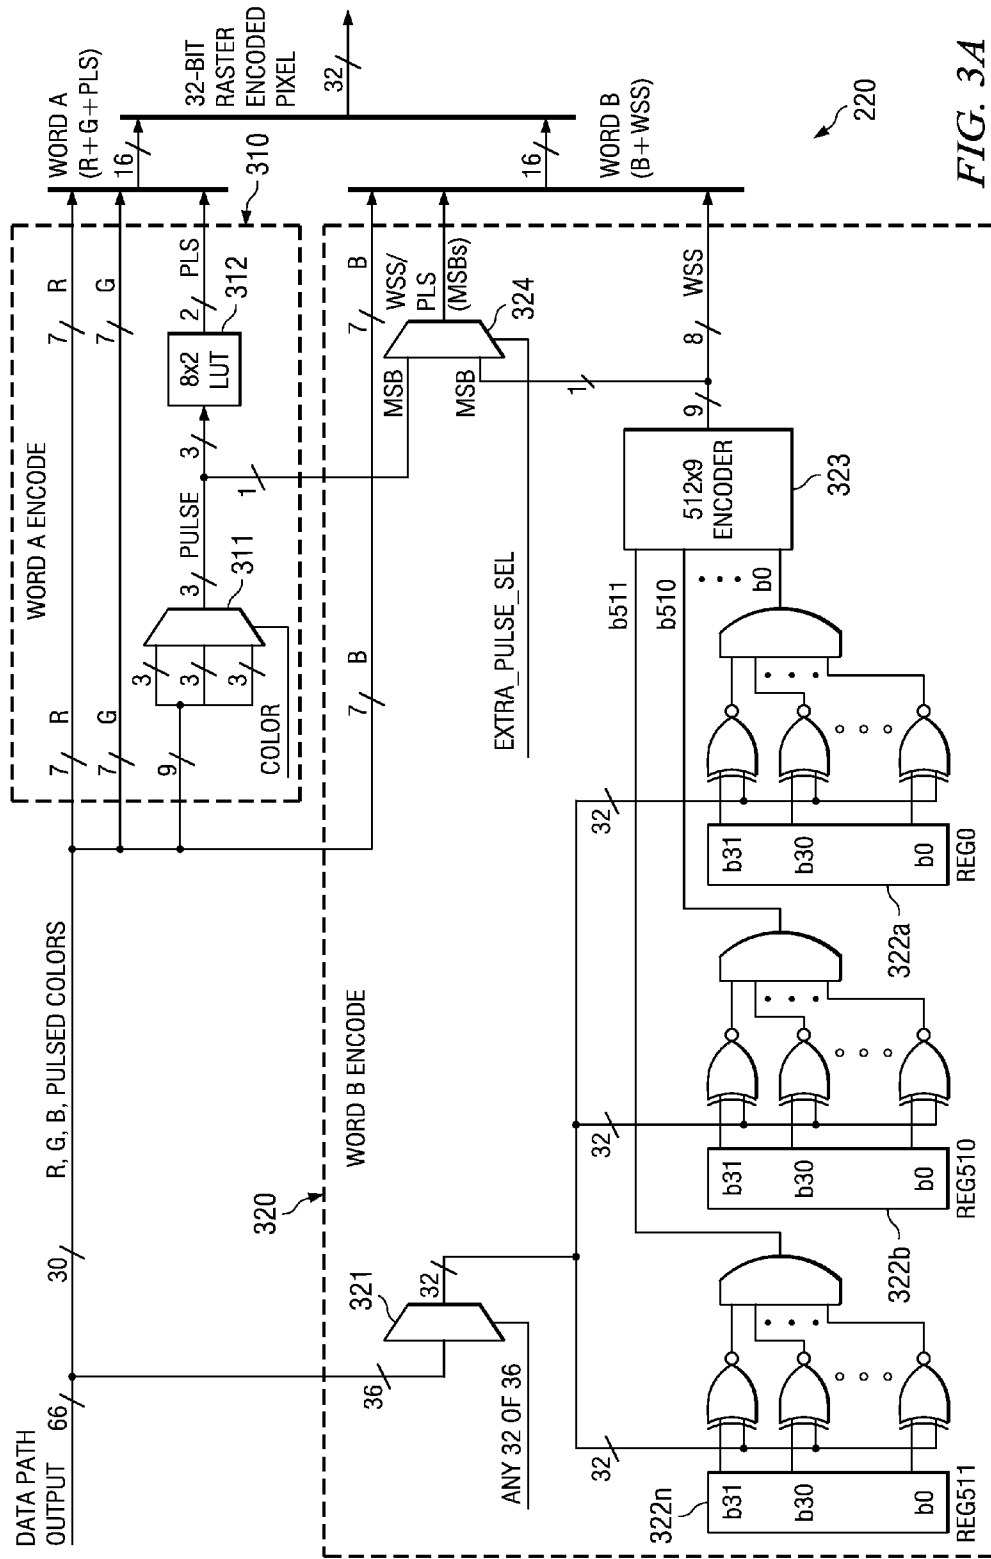 DATA PATH
OUTPUT
66
30
R, G, B, PULSED COLORS
WORD A ENCODE
7
R
7
R
7
G
7
G
9
3
3
3
COLOR
311
3
PULSE
3
1
8x2
LUT
312
2
PLS
310
WORD A
(R+G+PLS)
16
32-BIT
RASTER
ENCODED
PIXEL
32
320
WORD B ENCODE
36
321
32
ANY 32 OF 36
7
B
7
B
MSB
MSB
WSS/
PLS
(MSBs)
324
EXTRA_PULSE_SEL
1
16
WORD B
(B+WSS)
220
b511
b510
b0
512x9
ENCODER
323
9
8
WSS
32
32
32
322n
b31
b30
b0
REG511
322b
b31
b30
b0
REG510
322a
b31
b30
b0
REG0
FIG. 3A